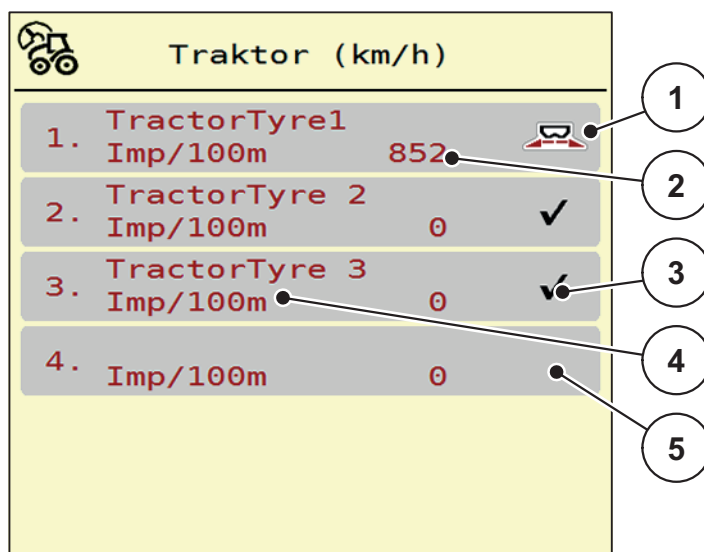 Traktor (km/h)
1. TractorTyre1
Imp/100m 852
2. TractorTyre 2
Imp/100m 0
3. TractorTyre 3
Imp/100m 0
4.
Imp/100m 0
1
2
3
4
5